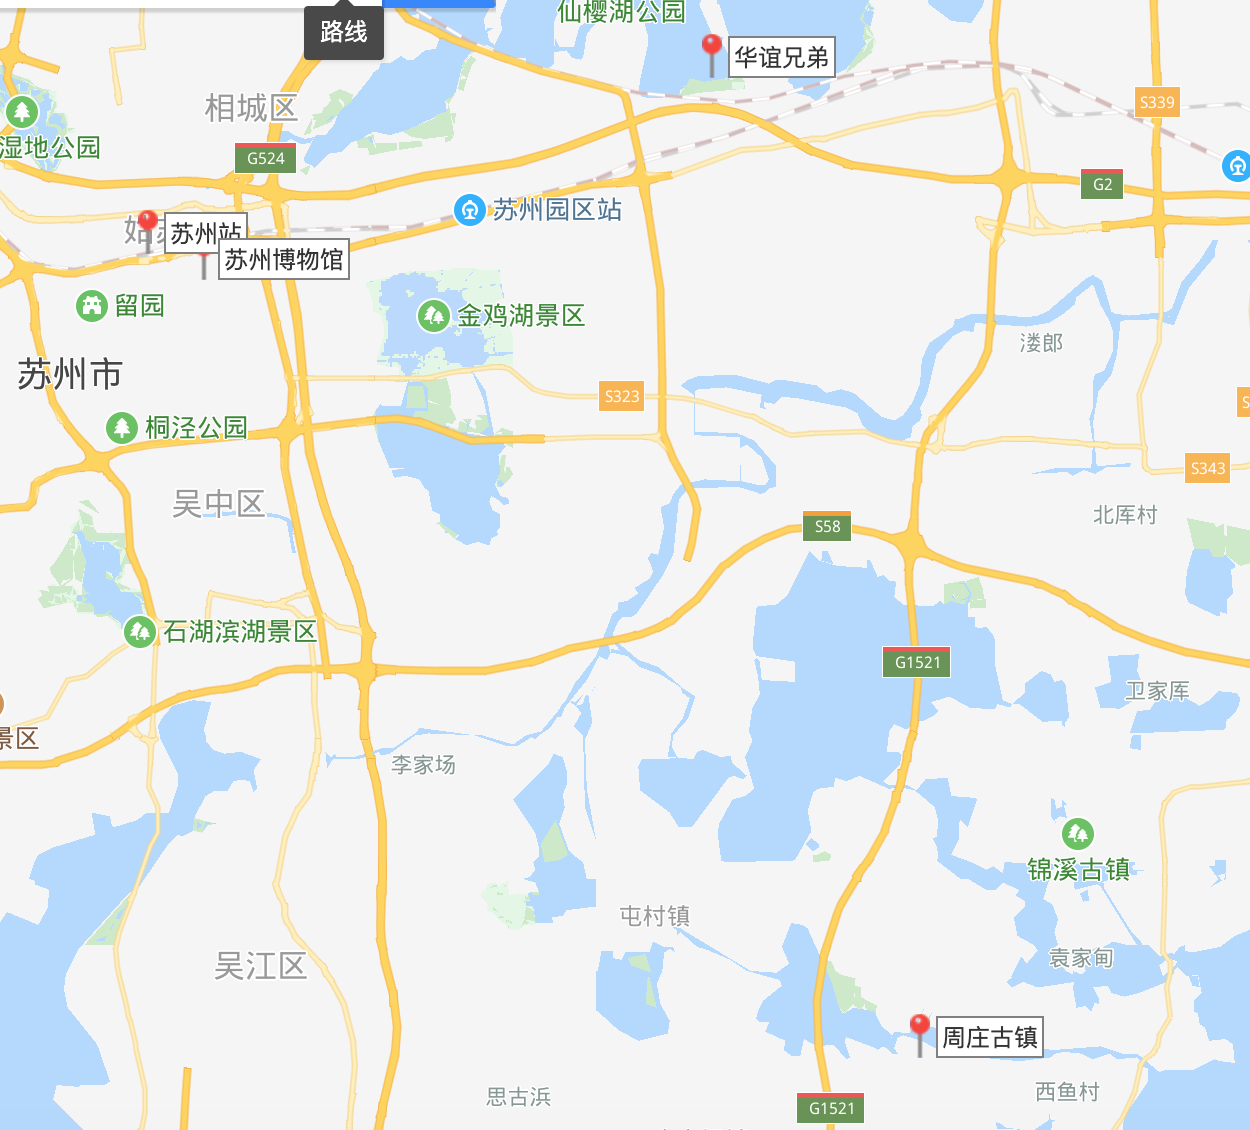 仙樱湖公园
路线
华谊兄弟
相城区
S339
湿地公园
G524
G2
苏州园区站
苏州站
苏州博物馆
留园
金鸡湖景区
溇郎
苏州市
S323
桐泾公园
S343
吴中区
北厍村
S58
石湖滨湖景区
G1521
卫家厍
景区
李家场
锦溪古镇
屯村镇
袁家甸
吴江区
周庄古镇
西鱼村
思古浜
G1521